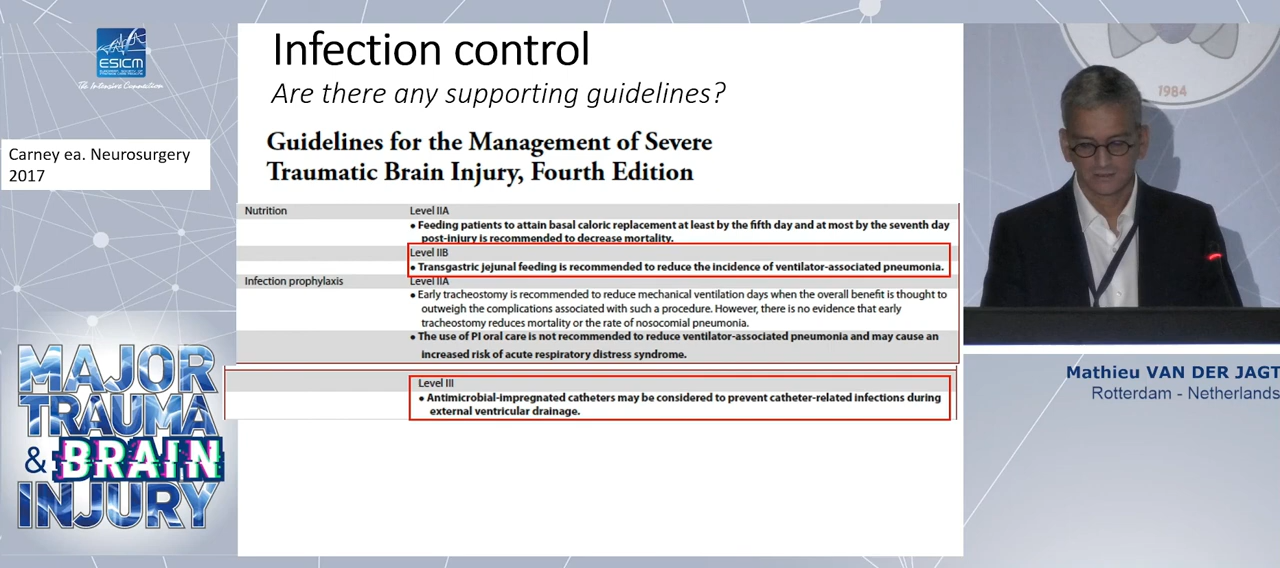 ESICM
EUROPEAN SOCIETY OF
INTENSIVE CARE MEDICINE
The Intensive Connection
Carney ea. Neurosurgery
2017
MAJOR
TRAUMA
& BRAIN
INJURY
Infection control
Are there any supporting guidelines?
Guidelines for the Management of Severe
Traumatic Brain Injury, Fourth Edition
Nutrition
Level IIA
• Feeding patients to attain basal caloric replacement at least by the fifth day and at most by the seventh day
post-injury is recommended to decrease mortality.
Level IIB
• Transgastric jejunal feeding is recommended to reduce the incidence of ventilator-associated pneumonia.
Infection prophylaxis
Level IIA
• Early tracheostomy is recommended to reduce mechanical ventilation days when the overall benefit is thought to
outweigh the complications associated with such a procedure. However, there is no evidence that early
tracheostomy reduces mortality or the rate of nosocomial pneumonia.
• The use of PI oral care is not recommended to reduce ventilator-associated pneumonia and may cause an
increased risk of acute respiratory distress syndrome.
Level III
• Antimicrobial-impregnated catheters may be considered to prevent catheter-related infections during
external ventricular drainage.
1984
Mathieu VAN DER JAGT
Rotterdam - Netherlands